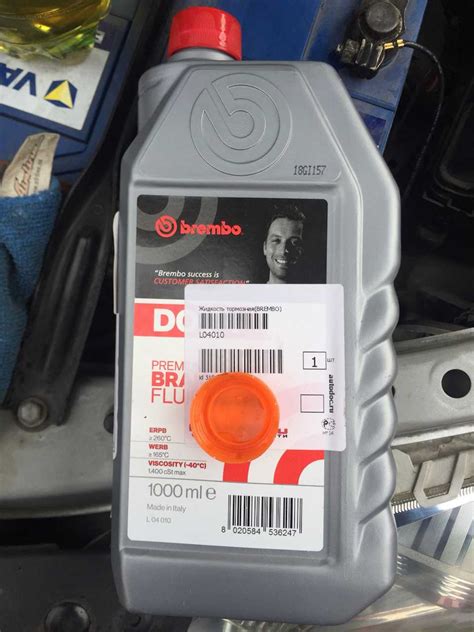 VA
18G1157
brembo
"Brembo success is
CUSTOMER SATISFACTION"
Жидкость тормозная(BREMBO)
L04010
1 шт
DO
PREM
BRA
FLU
ERPB
≥ 260°C
WERB
≥ 165°C
VISCOSITY (-40°C)
1.400 cSt max
1000 ml e
Made in Italy
L 04 010
8 020584 536247